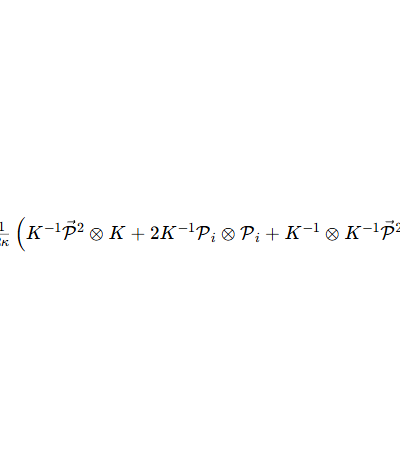 $\frac{1}{2\kappa}\left(K^{-1}\vec{\mathcal{P}}^2 \otimes K + 2K^{-1}\mathcal{P}_i \otimes \mathcal{P}_i + K^{-1} \otimes K^{-1}\vec{\mathcal{P}}^2\right.$